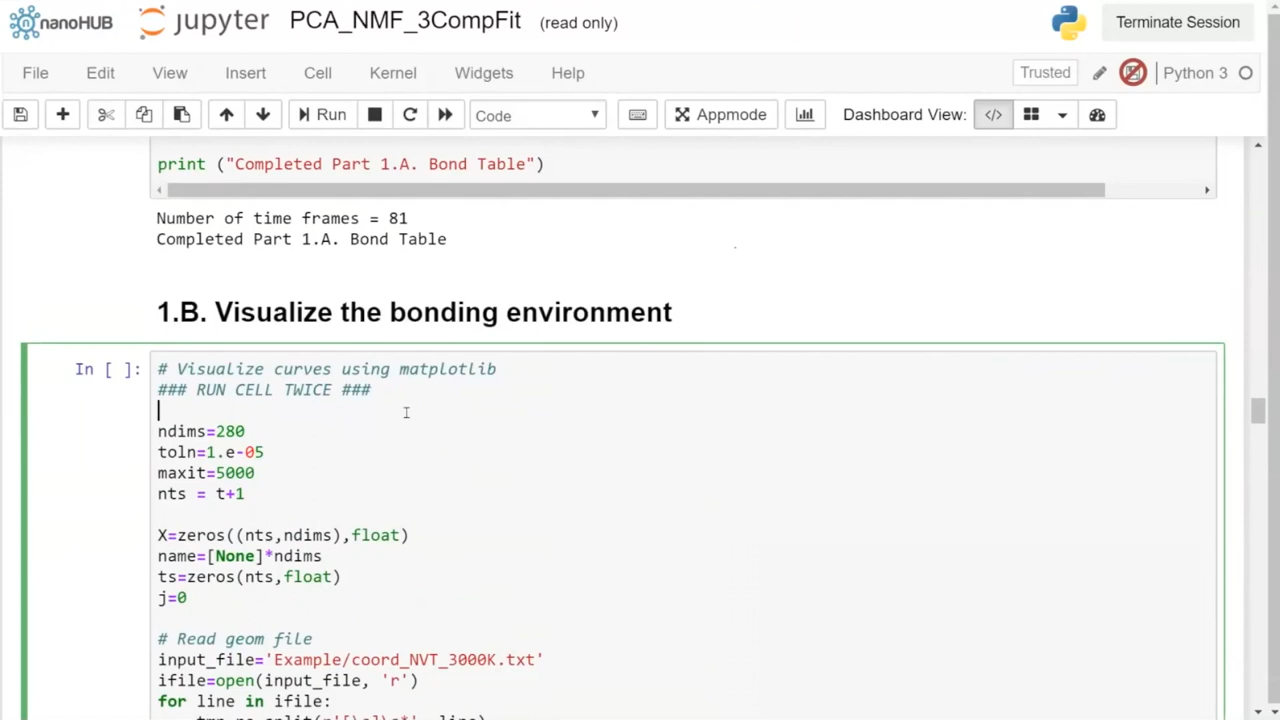 nanoHUB jupyter PCA_NMF_3CompFit (read only) Terminate Session
File Edit View Insert Cell Kernel Widgets Help Trusted Python 3
Run Code Appmode Dashboard View: </>
print ("Completed Part 1.A. Bond Table")
Number of time frames = 81
Completed Part 1.A. Bond Table
1.B. Visualize the bonding environment
In [ ]: # Visualize curves using matplotlib
### RUN CELL TWICE ###
ndims=280
toln=1.e-05
maxit=5000
nts = t+1
X=zeros((nts,ndims),float)
name=[None]*ndims
ts=zeros(nts,float)
j=0
# Read geom file
input_file='Example/coord_NVT_3000K.txt'
ifile=open(input_file, 'r')
for line in ifile: